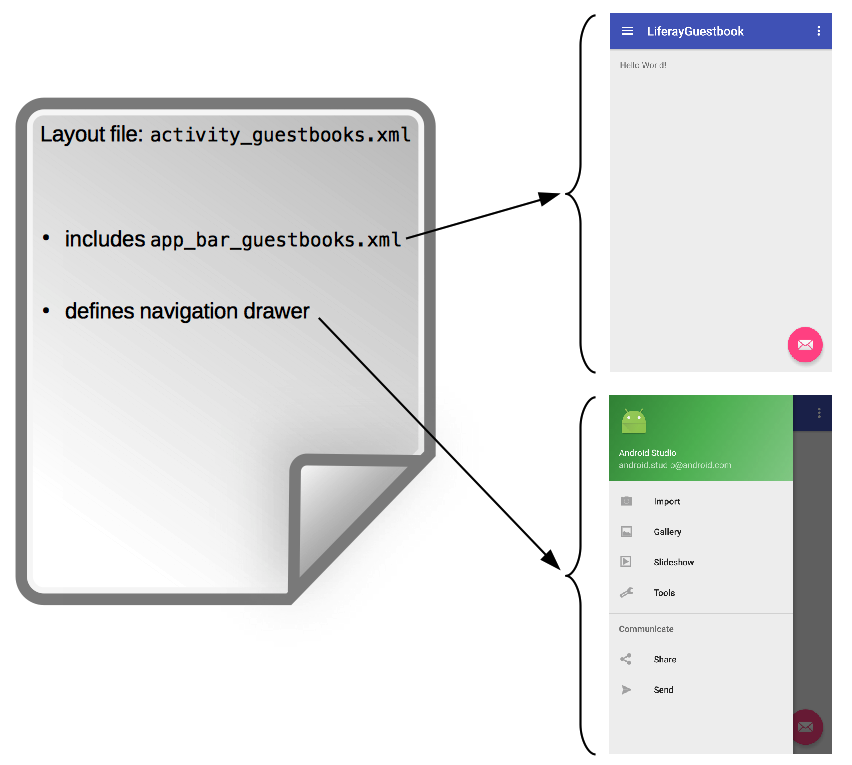 Layout file: activity_guestbooks.xml
• includes app_bar_guestbooks.xml
• defines navigation drawer
LiferayGuestbook
Hello World!
Android Studio
android.studio@android.com
Import
Gallery
Slideshow
Tools
Communicate
Share
Send